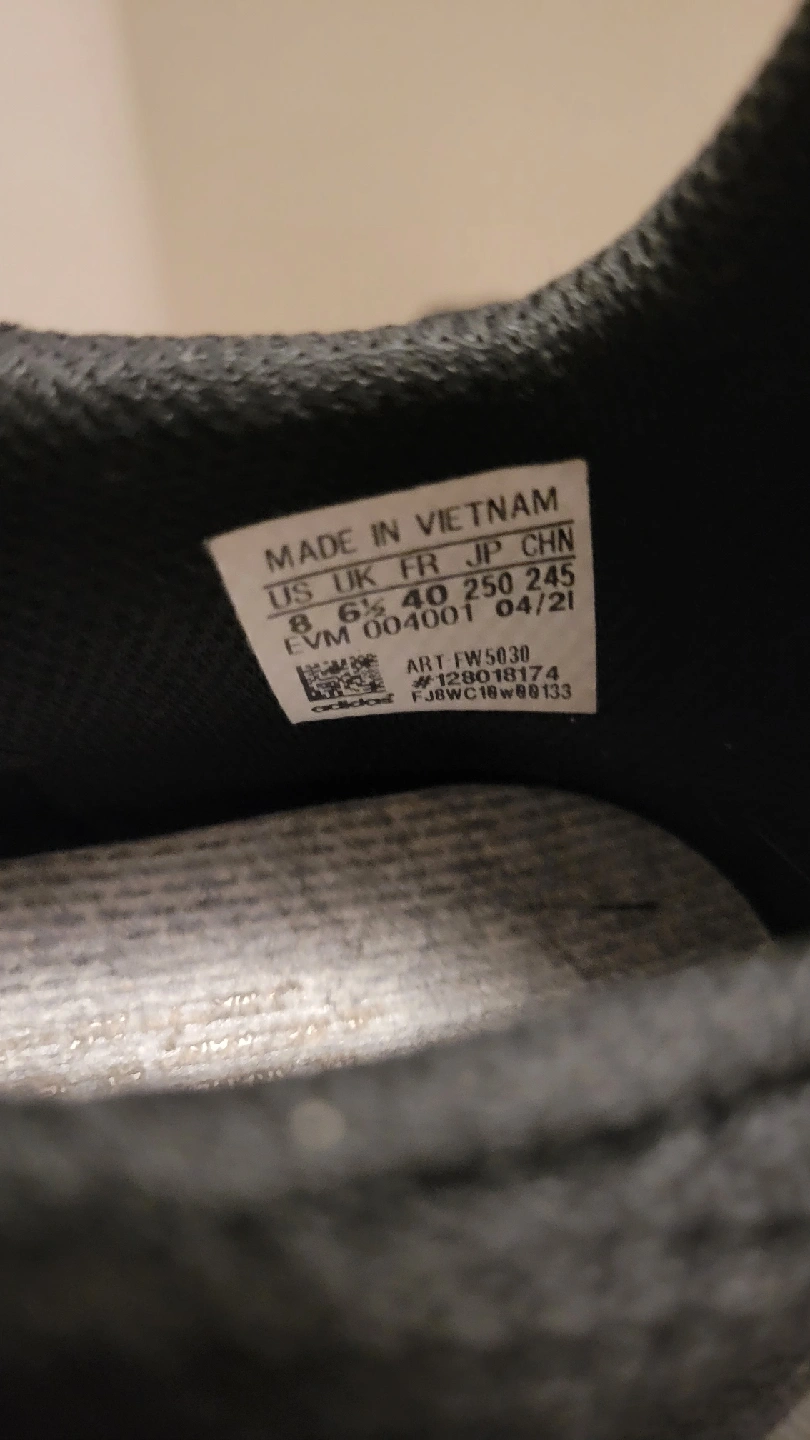 MADE IN VIETNAM
US UK FR JP CHN
8 6½ 40 250 245
EVM 004001 04/21
ART FW5030
#128018174
FJ8WC10w00133
adidas